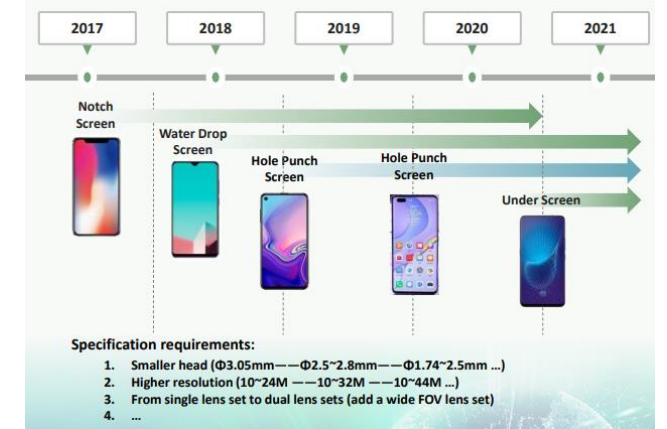 2017
2018
2019
2020
2021
Notch
Screen
Water Drop
Screen
Hole Punch
Screen
Hole Punch
Screen
Under Screen
Specification requirements:
1. Smaller head (Φ3.05mm——Φ2.5~2.8mm——Φ1.74~2.5mm ...)
2. Higher resolution (10~24M ——10~32M ——10~44M ...)
3. From single lens set to dual lens sets (add a wide FOV lens set)
4. ...